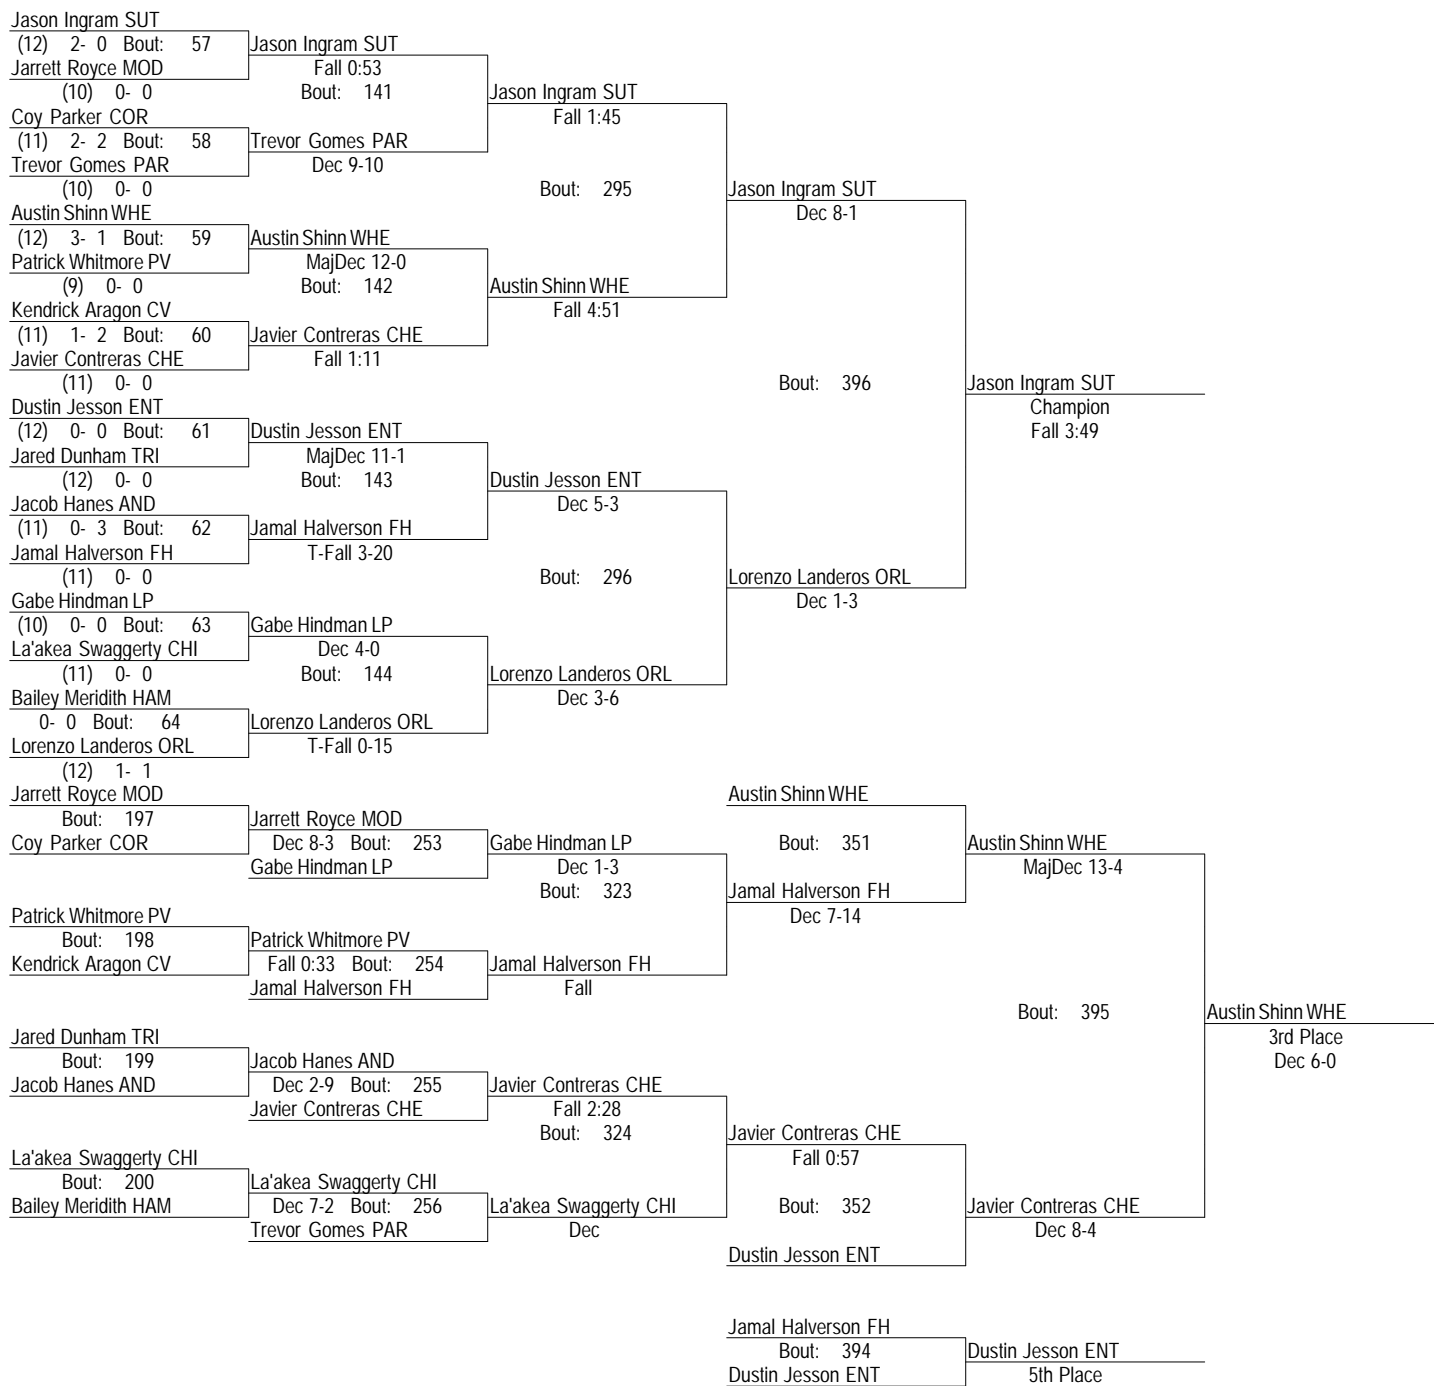 Jason Ingram SUT
(12) 2- 0 Bout: 57
Jason Ingram SUT
Jarrett Royce MOD
Fall 0:53
(10) 0- 0
Bout: 141
Jason Ingram SUT
Coy Parker COR
Fall 1:45
(11) 2- 2 Bout: 58
Trevor Gomes PAR
Trevor Gomes PAR
Dec 9-10
(10) 0- 0
Bout: 295
Jason Ingram SUT
Austin Shinn WHE
Dec 8-1
(12) 3- 1 Bout: 59
Austin Shinn WHE
Patrick Whitmore PV
MajDec 12-0
(9) 0- 0
Bout: 142
Austin Shinn WHE
Kendrick Aragon CV
Fall 4:51
(11) 1- 2 Bout: 60
Javier Contreras CHE
Javier Contreras CHE
Fall 1:11
(11) 0- 0
Bout: 396
Jason Ingram SUT
Dustin Jesson ENT
Champion
(12) 0- 0 Bout: 61
Dustin Jesson ENT
Fall 3:49
Jared Dunham TRI
MajDec 11-1
(12) 0- 0
Bout: 143
Dustin Jesson ENT
Jacob Hanes AND
Dec 5-3
(11) 0- 3 Bout: 62
Jamal Halverson FH
Jamal Halverson FH
T-Fall 3-20
(11) 0- 0
Bout: 296
Lorenzo Landeros ORL
Gabe Hindman LP
Dec 1-3
(10) 0- 0 Bout: 63
Gabe Hindman LP
La'akea Swaggerty CHI
Dec 4-0
(11) 0- 0
Bout: 144
Lorenzo Landeros ORL
Bailey Meridith HAM
Dec 3-6
0- 0 Bout: 64
Lorenzo Landeros ORL
Lorenzo Landeros ORL
T-Fall 0-15
(12) 1- 1
Jarrett Royce MOD
Austin Shinn WHE
Bout: 197
Jarrett Royce MOD
Coy Parker COR
Dec 8-3 Bout: 253
Gabe Hindman LP
Bout: 351
Austin Shinn WHE
Gabe Hindman LP
Dec 1-3
MajDec 13-4
Bout: 323
Jamal Halverson FH
Patrick Whitmore PV
Dec 7-14
Bout: 198
Patrick Whitmore PV
Kendrick Aragon CV
Fall 0:33 Bout: 254
Jamal Halverson FH
Jamal Halverson FH
Fall
Bout: 395
Austin Shinn WHE
Jared Dunham TRI
3rd Place
Bout: 199
Jacob Hanes AND
Dec 6-0
Jacob Hanes AND
Dec 2-9 Bout: 255
Javier Contreras CHE
Javier Contreras CHE
Fall 2:28
Bout: 324
Javier Contreras CHE
La'akea Swaggerty CHI
Fall 0:57
Bout: 200
La'akea Swaggerty CHI
Bailey Meridith HAM
Dec 7-2 Bout: 256
La'akea Swaggerty CHI
Bout: 352
Javier Contreras CHE
Trevor Gomes PAR
Dec
Dec 8-4
Dustin Jesson ENT
Jamal Halverson FH
Bout: 394
Dustin Jesson ENT
Dustin Jesson ENT
5th Place